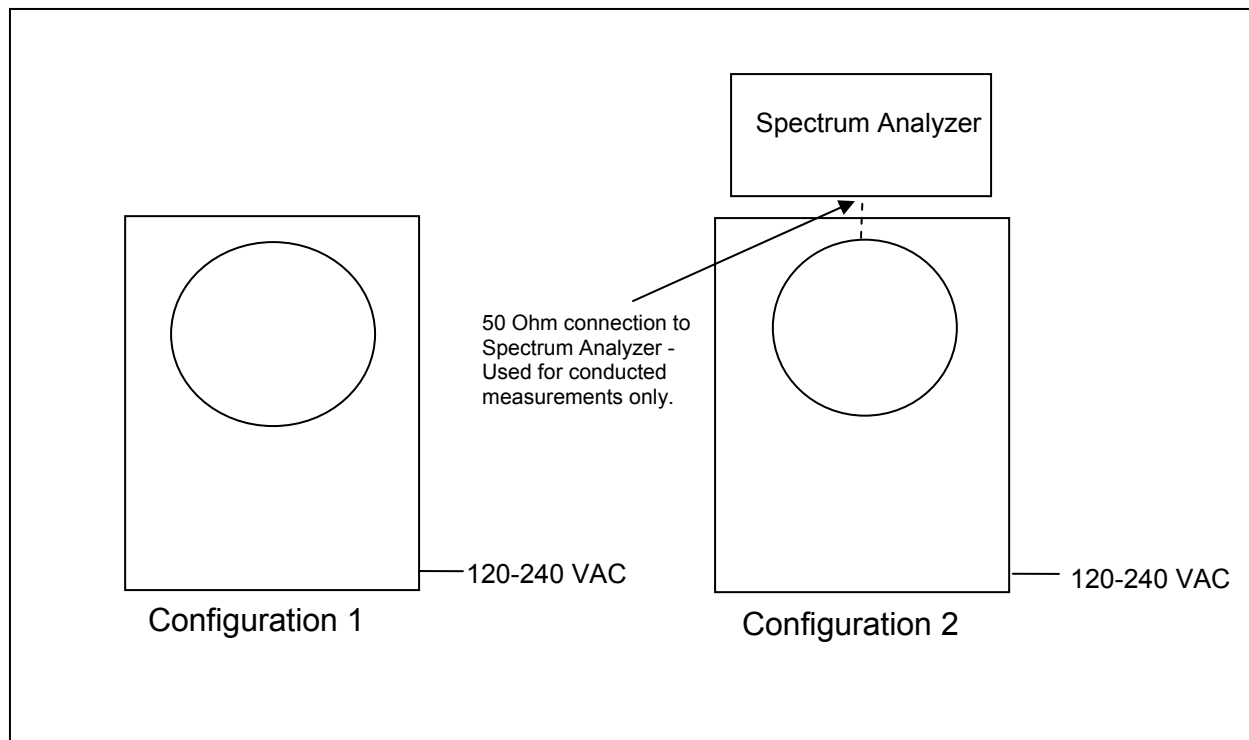 Spectrum Analyzer
50 Ohm connection to
Spectrum Analyzer -
Used for conducted
measurements only.
120-240 VAC
120-240 VAC
Configuration 1
Configuration 2